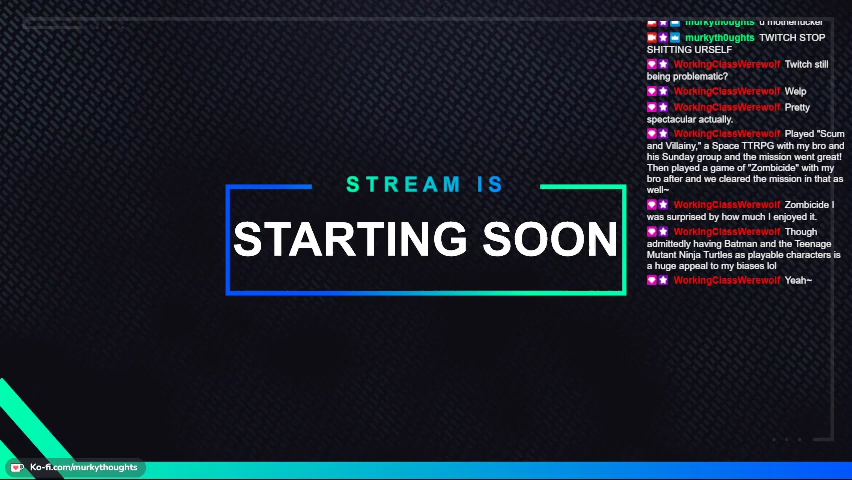 murkyth0ughts u motherfucker
murkyth0ughts TWITCH STOP
SHITTING URSELF
WorkingClassWerewolf Twitch still
being problematic?
WorkingClassWerewolf Welp
WorkingClassWerewolf Pretty
spectacular actually.
WorkingClassWerewolf Played "Scum
and Villainy," a Space TTRPG with my bro and
his Sunday group and the mission went great!
Then played a game of "Zombicide" with my
bro after and we cleared the mission in that as
well~
WorkingClassWerewolf Zombicide I
was surprised by how much I enjoyed it.
WorkingClassWerewolf Though
admittedly having Batman and the Teenage
Mutant Ninja Turtles as playable characters is
a huge appeal to my biases lol
WorkingClassWerewolf Yeah~
STREAM IS
STARTING SOON
Ko-fi.com/murkythoughts